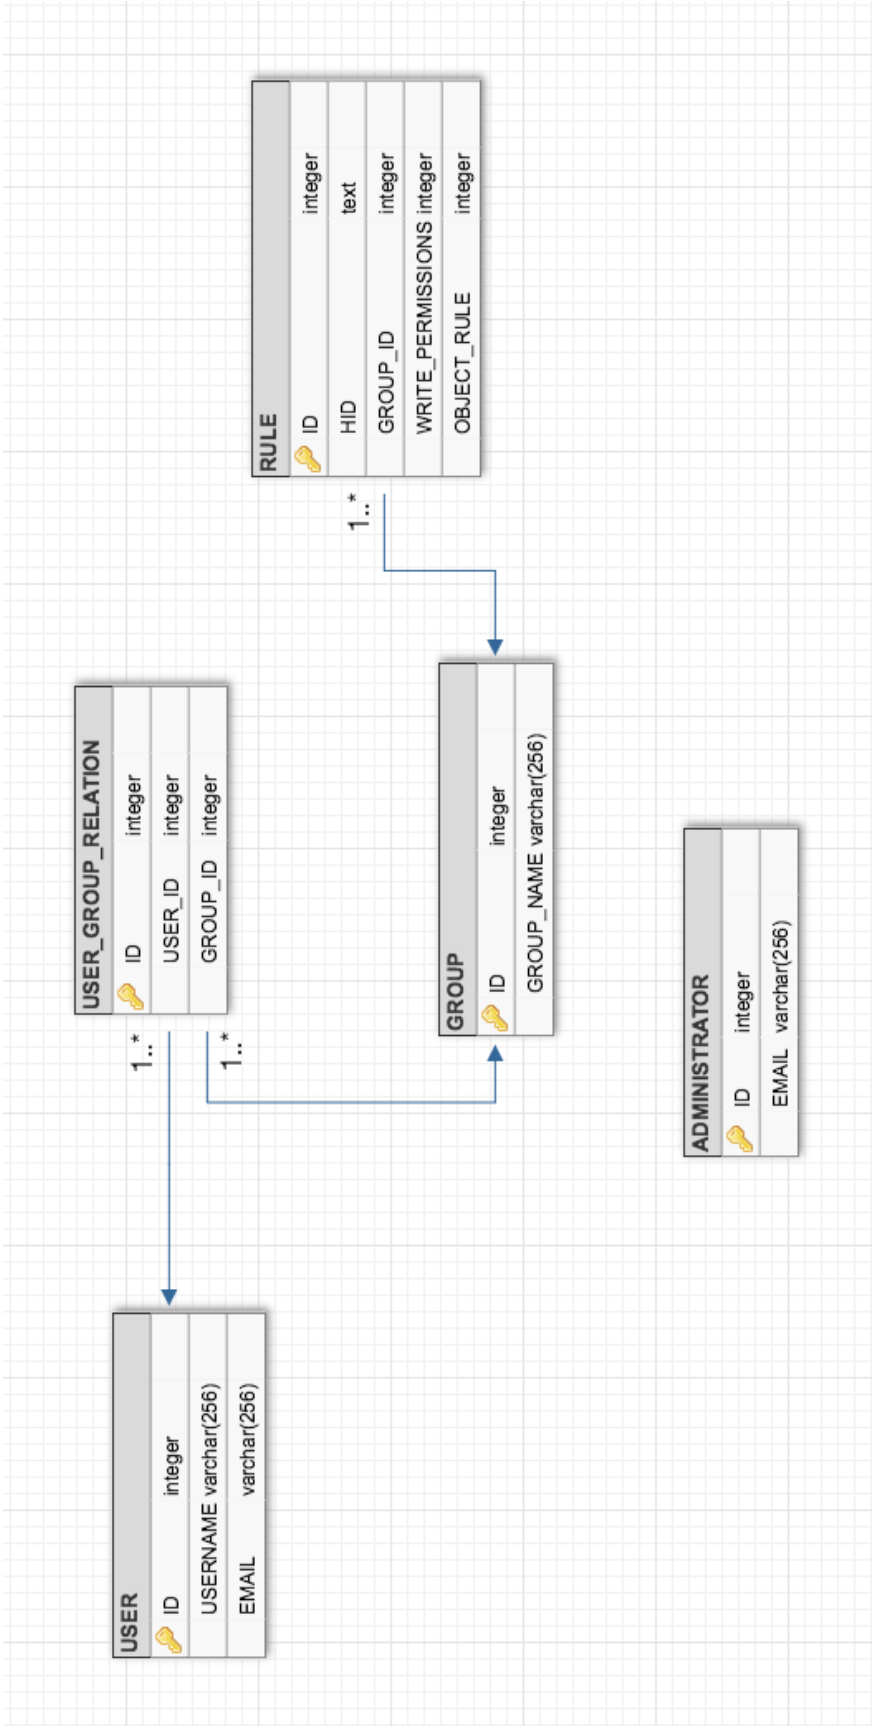 USER
ID integer
USERNAME varchar(256)
EMAIL varchar(256)
1..*
1..*
USER_GROUP_RELATION
ID integer
USER_ID integer
GROUP_ID integer
GROUP
ID integer
GROUP_NAME varchar(256)
ADMINISTRATOR
ID integer
EMAIL varchar(256)
1..*
RULE
ID integer
HID text
GROUP_ID integer
WRITE_PERMISSIONS integer
OBJECT_RULE integer